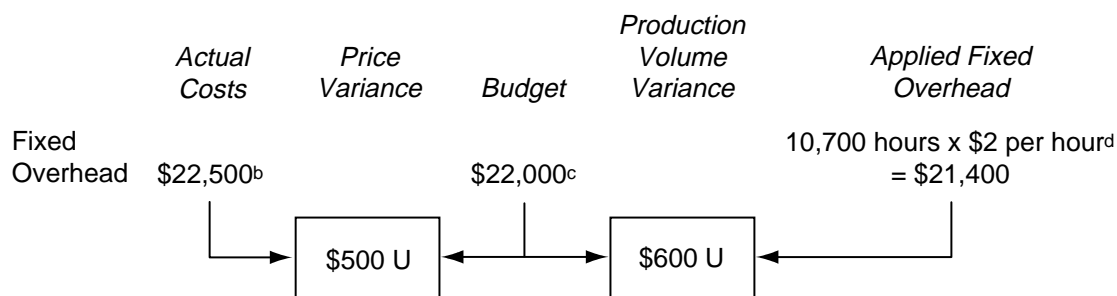 Actual
Costs
Price
Variance
Budget
Production
Volume
Variance
Applied Fixed
Overhead
Fixed
Overhead
$22,500b
$22,000c
10,700 hours x $2 per hourd
= $21,400
$500 U
$600 U